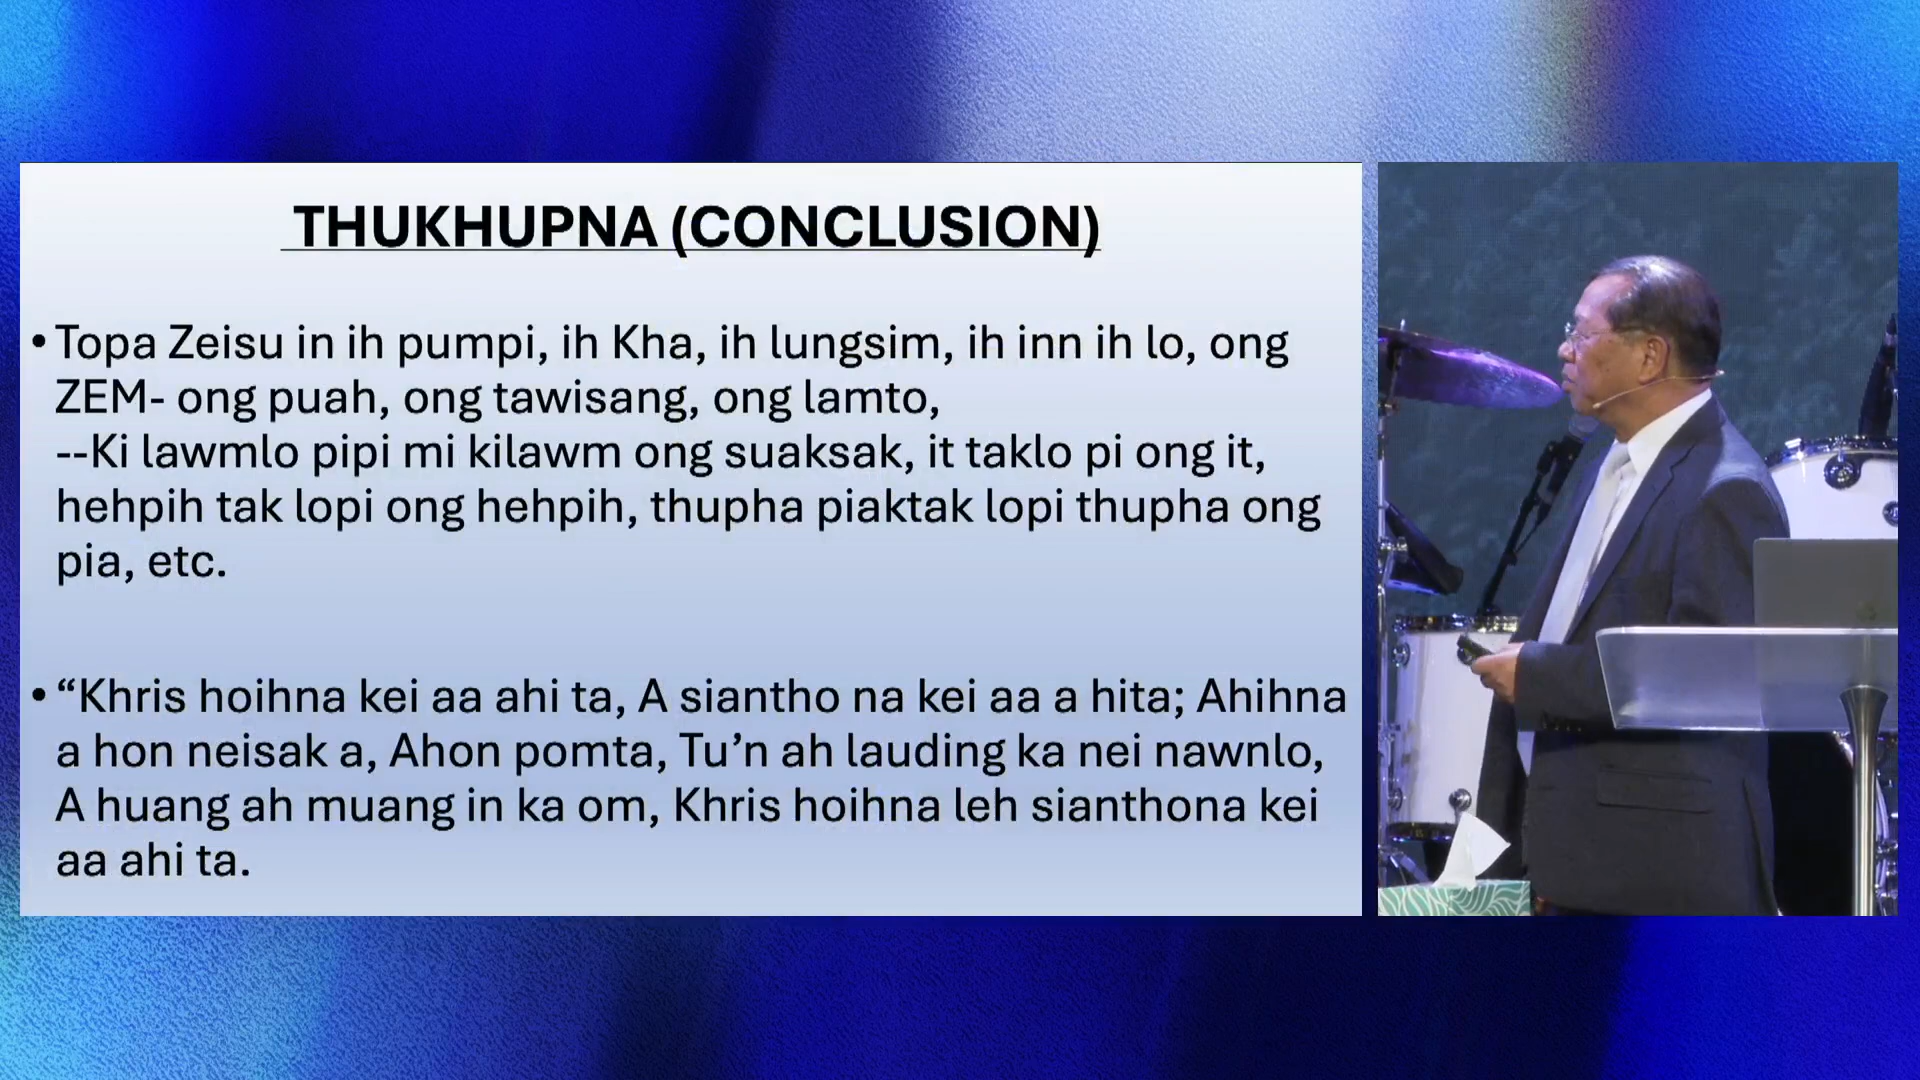 THUKHUPNA (CONCLUSION)
• Topa Zeisu in ih pumpi, ih Kha, ih lungsim, ih inn ih lo, ong
ZEM- ong puah, ong tawisang, ong lamto,
--Ki lawmlo pipi mi kilawm ong suaksak, it taklo pi ong it,
hehpih tak lopi ong hehpih, thupha piaktak lopi thupha ong
pia, etc.
• “Khris hoihna kei aa ahi ta, A siantho na kei aa a hita; Ahihna
a hon neisak a, Ahon pomta, Tu’n ah lauding ka nei nawnlo,
A huang ah muang in ka om, Khris hoihna leh sianthona kei
aa ahi ta.